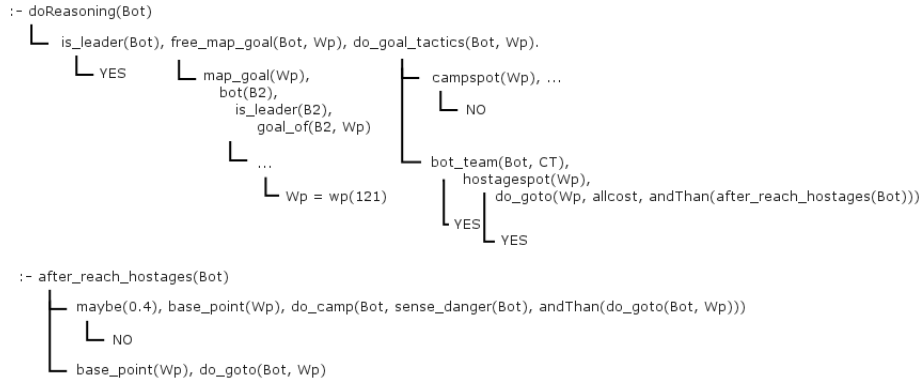 :- doReasoning(Bot)
is_leader(Bot), free_map_goal(Bot, Wp), do_goal_tactics(Bot, Wp).
YES
map_goal(Wp),
bot(B2),
is_leader(B2),
goal_of(B2, Wp)
...
Wp = wp(121)
campspot(Wp), ...
NO
bot_team(Bot, CT),
hostagespot(Wp),
do_goto(Wp, allcost, andThan(after_reach_hostages(Bot)))
YES
YES
:- after_reach_hostages(Bot)
maybe(0.4), base_point(Wp), do_camp(Bot, sense_danger(Bot), andThan(do_goto(Bot, Wp)))
NO
base_point(Wp), do_goto(Bot, Wp)